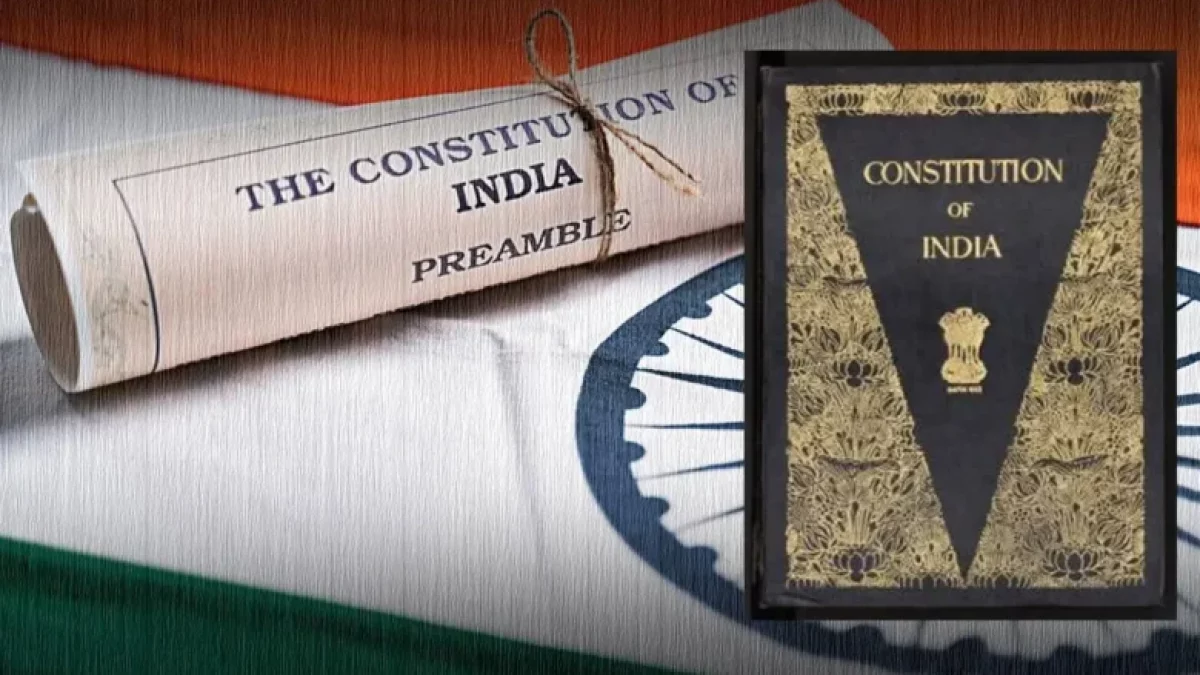 THE CONSTITUTION OF
INDIA
PREAMBLE
CONSTITUTION
OF
INDIA